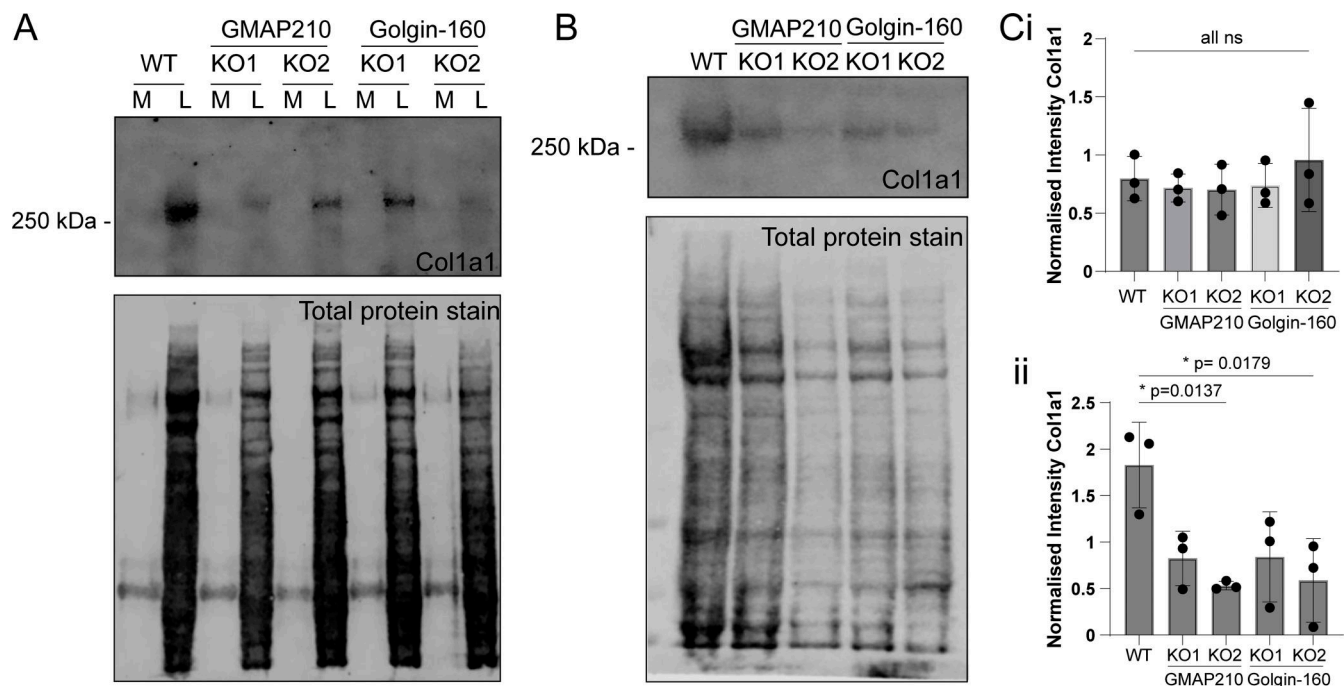 A
GMAP210 Golgin-160
WT KO1 KO2 KO1 KO2
M L M L M L M L M L
250 kDa -
Col1a1
Total protein stain
B
GMAP210 Golgin-160
WT KO1 KO2 KO1 KO2
250 kDa -
Col1a1
Total protein stain
Ci
Normalised Intensity Col1a1
all ns
2
1.5
1
0.5
0
WT KO1 KO2 KO1 KO2
GMAP210 Golgin-160
ii
Normalised Intensity Col1a1
* p= 0.0179
* p=0.0137
2.5
2
1.5
1
0.5
0
WT KO1 KO2 KO1 KO2
GMAP210 Golgin-160